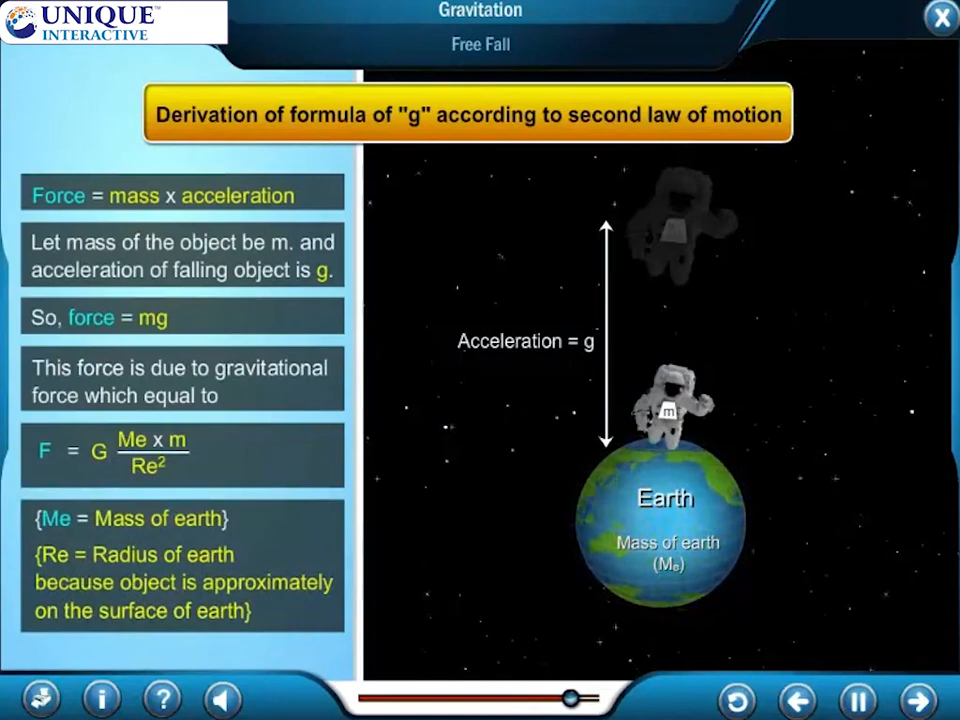 UNIQUE™
INTERACTIVE
Gravitation
Free Fall
X
Derivation of formula of "g" according to second law of motion
Force = mass x acceleration
Let mass of the object be m. and
acceleration of falling object is g.
So, force = mg
This force is due to gravitational
force which equal to
F = G Me x m
Re²
{Me = Mass of earth}
{Re = Radius of earth
because object is approximately
on the surface of earth}
Acceleration = g
m
Earth
Mass of earth
(Mₑ)
i
?